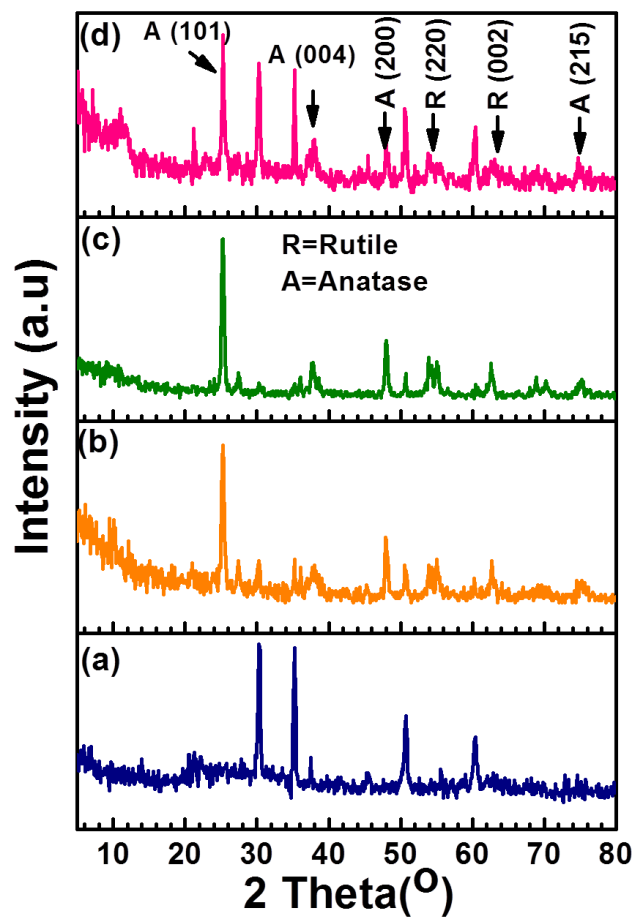 (d)
A (101)
A (004)
A (200)
R (220)
R (002)
A (215)
(c)
R=Rutile
A=Anatase
(b)
(a)
Intensity (a.u)
10 20 30 40 50 60 70 80
2 Theta(O)